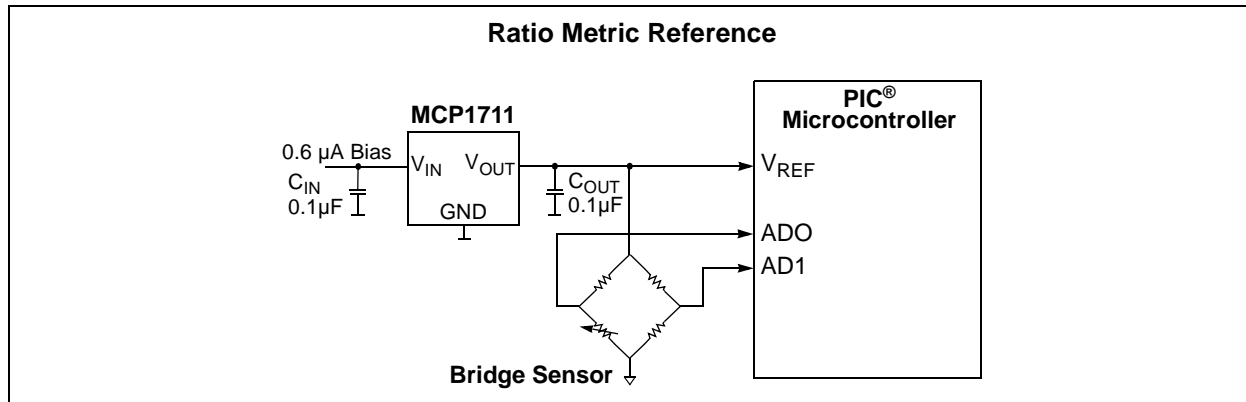 Ratio Metric Reference
PIC®
Microcontroller
MCP1711
0.6 µA Bias
VIN
VOUT
VREF
CIN
0.1µF
COUT
0.1µF
GND
ADO
AD1
Bridge Sensor